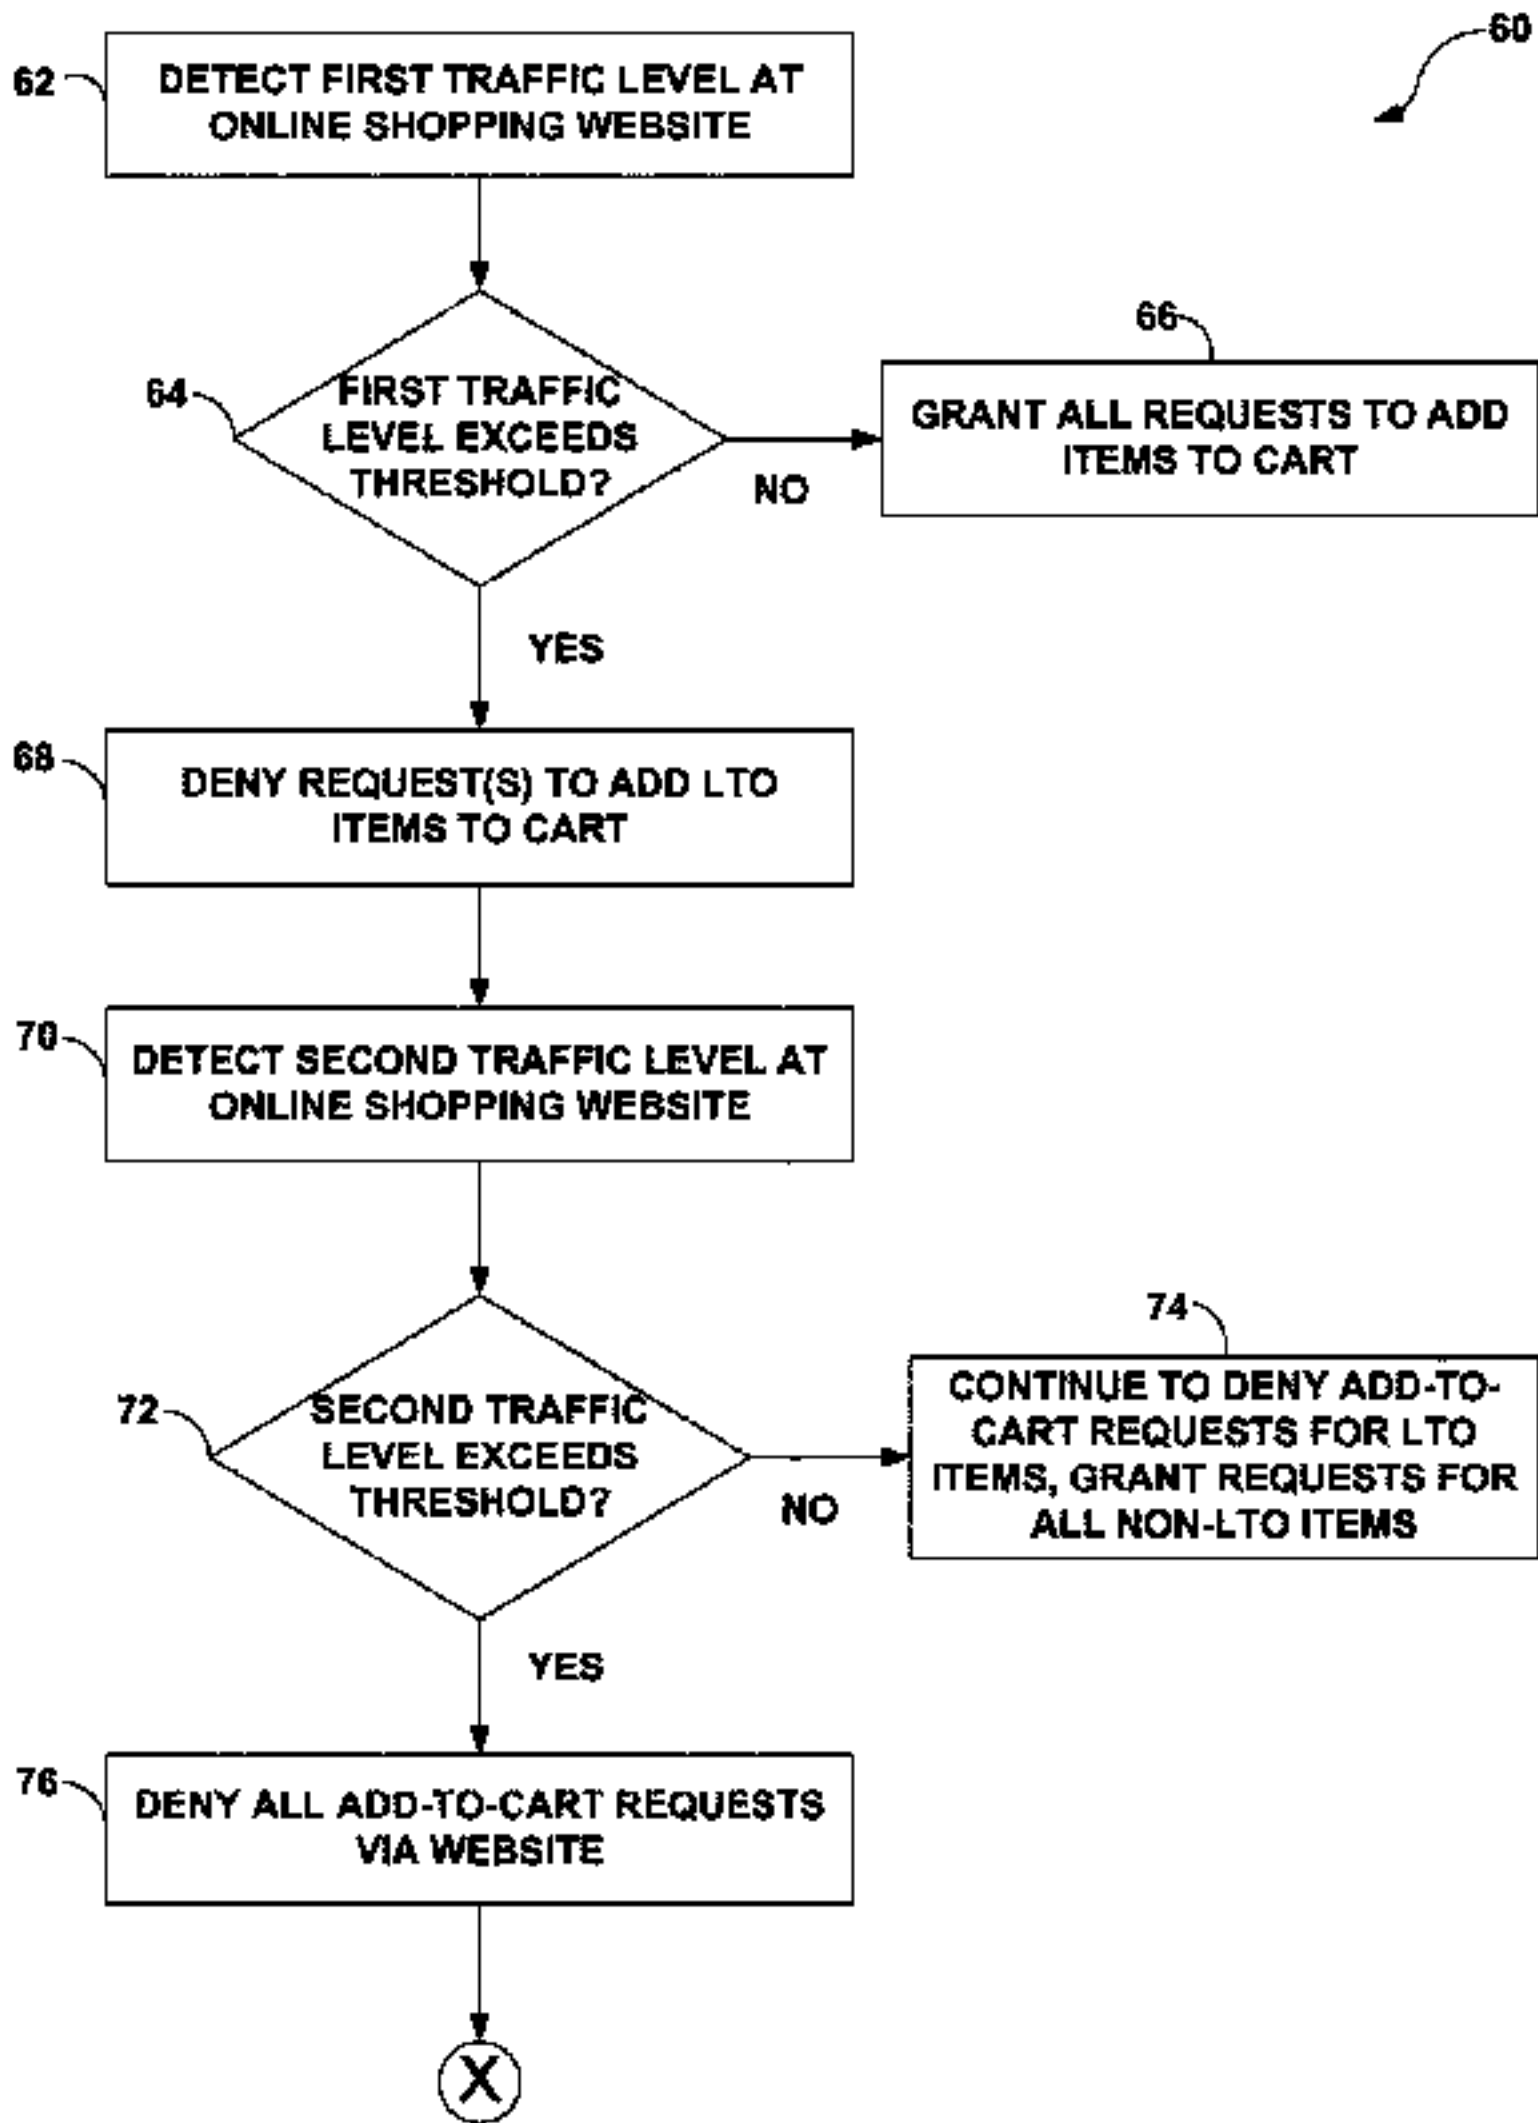 60
62
DETECT FIRST TRAFFIC LEVEL AT
ONLINE SHOPPING WEBSITE
64
FIRST TRAFFIC
LEVEL EXCEEDS
THRESHOLD?
NO
66
GRANT ALL REQUESTS TO ADD
ITEMS TO CART
YES
68
DENY REQUEST(S) TO ADD LTO
ITEMS TO CART
70
DETECT SECOND TRAFFIC LEVEL AT
ONLINE SHOPPING WEBSITE
72
SECOND TRAFFIC
LEVEL EXCEEDS
THRESHOLD?
NO
74
CONTINUE TO DENY ADD-TO-
CART REQUESTS FOR LTO
ITEMS, GRANT REQUESTS FOR
ALL NON-LTO ITEMS
YES
76
DENY ALL ADD-TO-CART REQUESTS
VIA WEBSITE
X